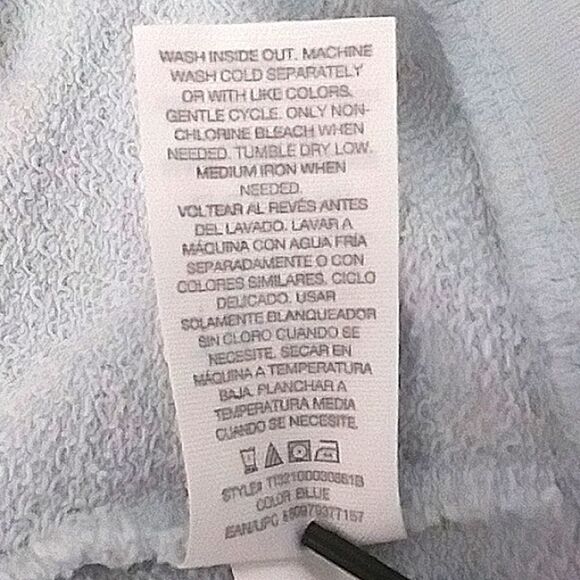 WASH INSIDE OUT. MACHINE
WASH COLD SEPARATELY
OR WITH LIKE COLORS.
GENTLE CYCLE. ONLY NON-
CHLORINE BLEACH WHEN
NEEDED. TUMBLE DRY LOW.
MEDIUM IRON WHEN
NEEDED.
VOLTEAR AL REVÉS ANTES
DEL LAVADO. LAVAR A
MÁQUINA CON AGUA FRÍA
SEPARADAMENTE O CON
COLORES SIMILARES. CICLO
DELICADO. USAR
SOLAMENTE BLANQUEADOR
SIN CLORO CUANDO SE
NECESITE. SECAR EN
MÁQUINA A TEMPERATURA
BAJA. PLANCHAR A
TEMPERATURA MEDIA
CUANDO SE NECESITE.
STYLE#
COLOR: BLUE
EAN/UPC